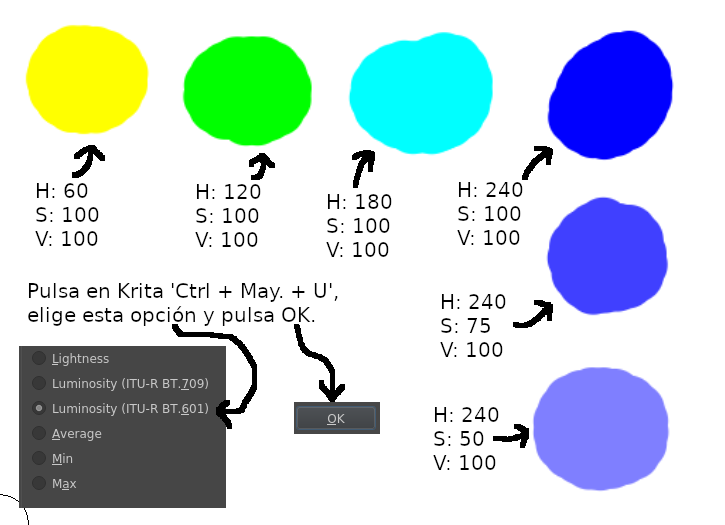 H: 60
S: 100
V: 100
H: 120
S: 100
V: 100
H: 180
S: 100
V: 100
H: 240
S: 100
V: 100
Pulsa en Krita 'Ctrl + May. + U',
elige esta opción y pulsa OK.
H: 240
S: 75
V: 100
Lightness
Luminosity (ITU-R BT.709)
Luminosity (ITU-R BT.601)
Average
Min
Max
OK
H: 240
S: 50
V: 100